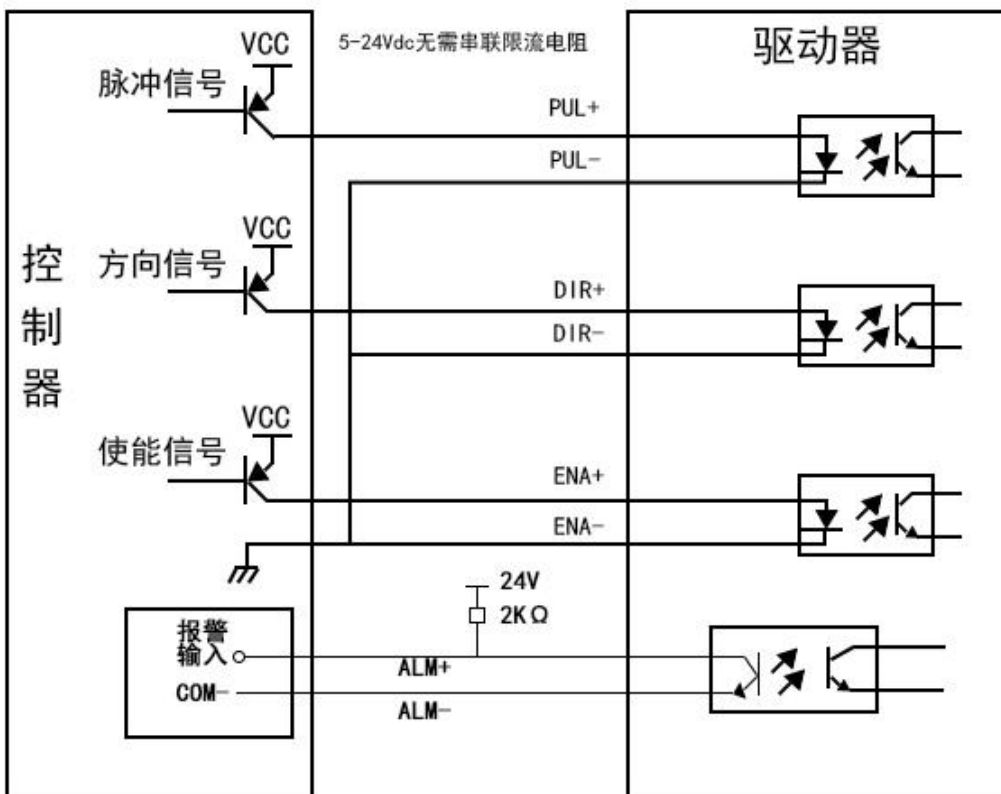 VCC
5-24Vdc无需串联限流电阻
驱动器
脉冲信号
PUL+
PUL-
控制器
VCC
方向信号
DIR+
DIR-
VCC
使能信号
ENA+
ENA-
24V
2KΩ
报警
输入
ALM+
COM-
ALM-